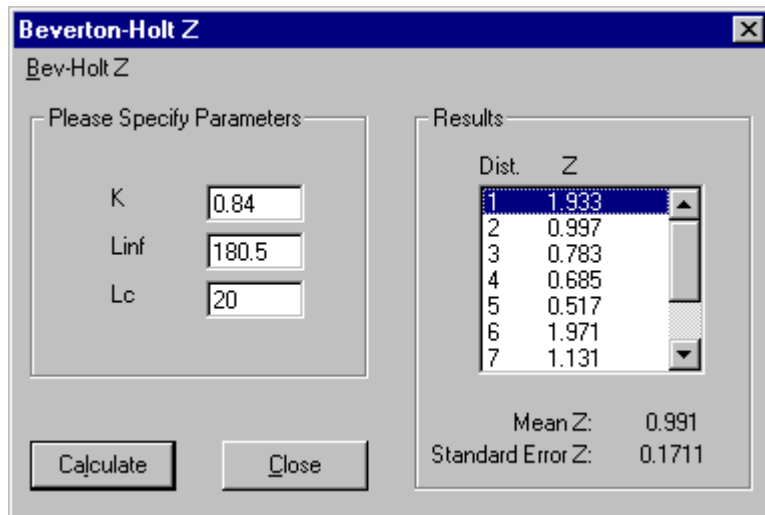 Beverton-Holt Z
Bev-Holt Z
Please Specify Parameters
K 0.84
Linf 180.5
Lc 20
Calculate
Close
Results
Dist. Z
1 1.933
2 0.997
3 0.783
4 0.685
5 0.517
6 1.971
7 1.131
Mean Z: 0.991
Standard Error Z: 0.1711